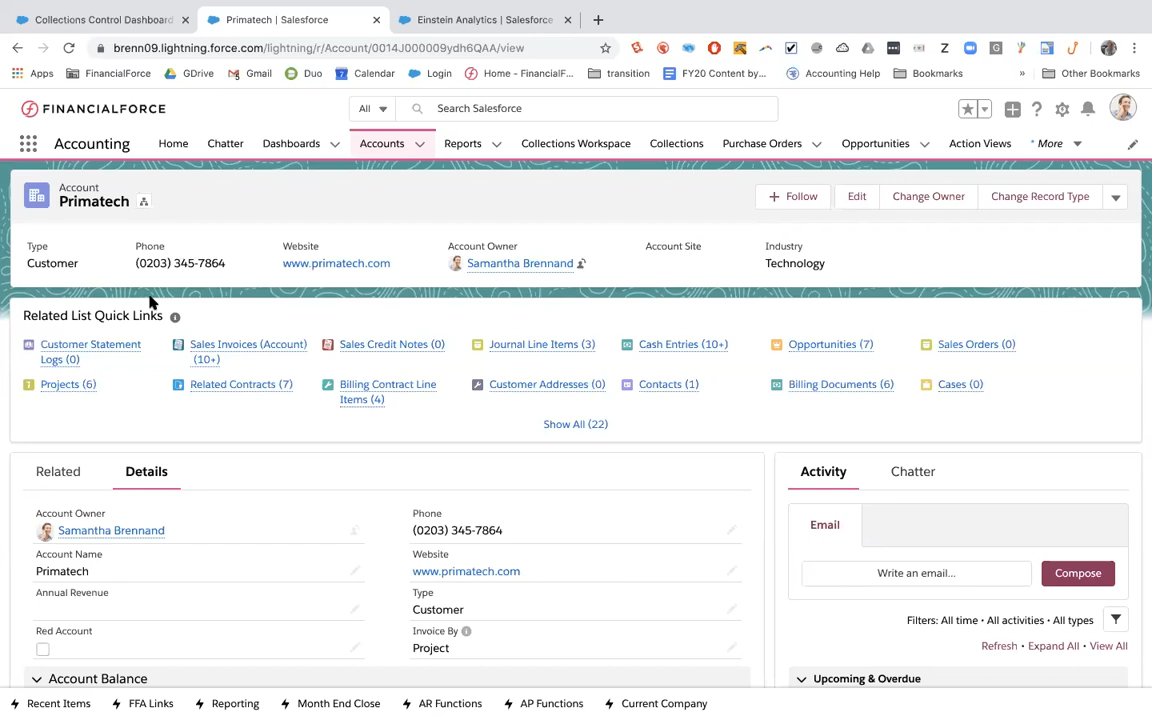 Collections Control Dashboard
Primatech | Salesforce
Einstein Analytics | Salesforce
brenn09.lightning.force.com/lightning/r/Account/0014J000009ydh6QAA/view
Apps FinancialForce GDrive Gmail Duo Calendar Login Home – FinancialF... transition FY20 Content by... Accounting Help Bookmarks » Other Bookmarks
FINANCIALFORCE
All Search Salesforce
Accounting Home Chatter Dashboards Accounts Reports Collections Workspace Collections Purchase Orders Opportunities Action Views * More
Account
Primatech
Follow Edit Change Owner Change Record Type
Type Phone Website Account Owner Account Site Industry
Customer (0203) 345-7864 www.primatech.com Samantha Brennand Technology
Related List Quick Links
Customer Statement Logs (0)
Sales Invoices (Account) (10+)
Sales Credit Notes (0)
Journal Line Items (3)
Cash Entries (10+)
Opportunities (7)
Sales Orders (0)
Projects (6)
Related Contracts (7)
Billing Contract Line Items (4)
Customer Addresses (0)
Contacts (1)
Billing Documents (6)
Cases (0)
Show All (22)
Related Details
Account Owner
Samantha Brennand
Phone
(0203) 345-7864
Account Name
Primatech
Website
www.primatech.com
Annual Revenue
Type
Customer
Red Account
Invoice By
Project
Account Balance
Activity Chatter
Email
Write an email...
Compose
Filters: All time • All activities • All types
Refresh • Expand All • View All
Upcoming & Overdue
Recent Items FFA Links Reporting Month End Close AR Functions AP Functions Current Company